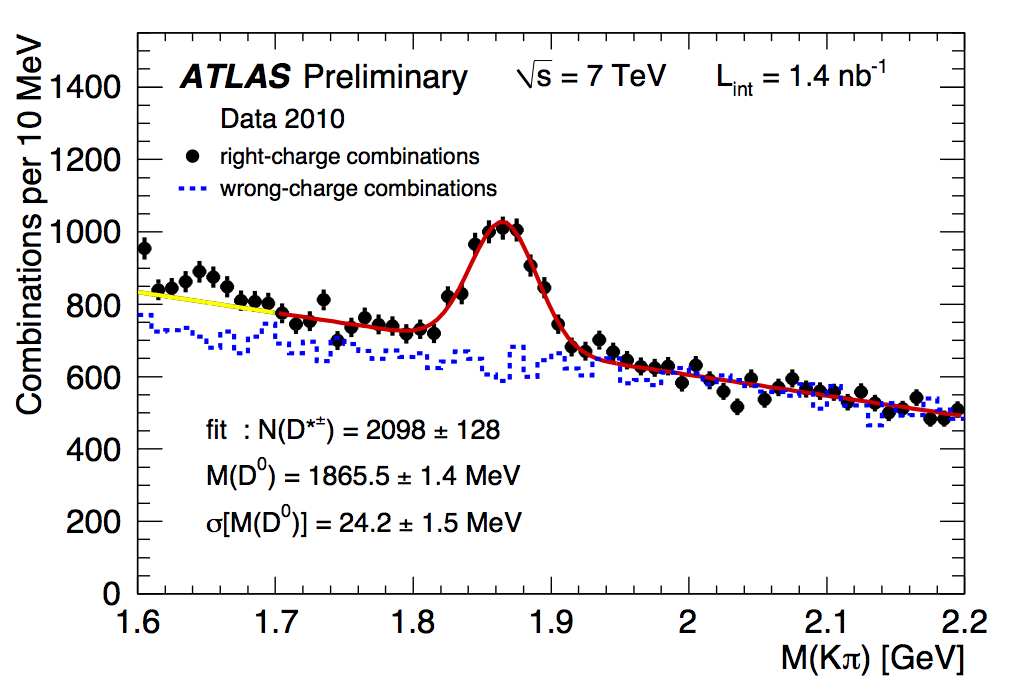 Combinations per 10 MeV
1400
1200
1000
800
600
400
200
0
ATLAS Preliminary √s = 7 TeV L_int = 1.4 nb⁻¹
Data 2010
right-charge combinations
wrong-charge combinations
fit : N(D*±) = 2098 ± 128
M(D⁰) = 1865.5 ± 1.4 MeV
σ[M(D⁰)] = 24.2 ± 1.5 MeV
1.6 1.7 1.8 1.9 2 2.1 2.2
M(Kπ) [GeV]